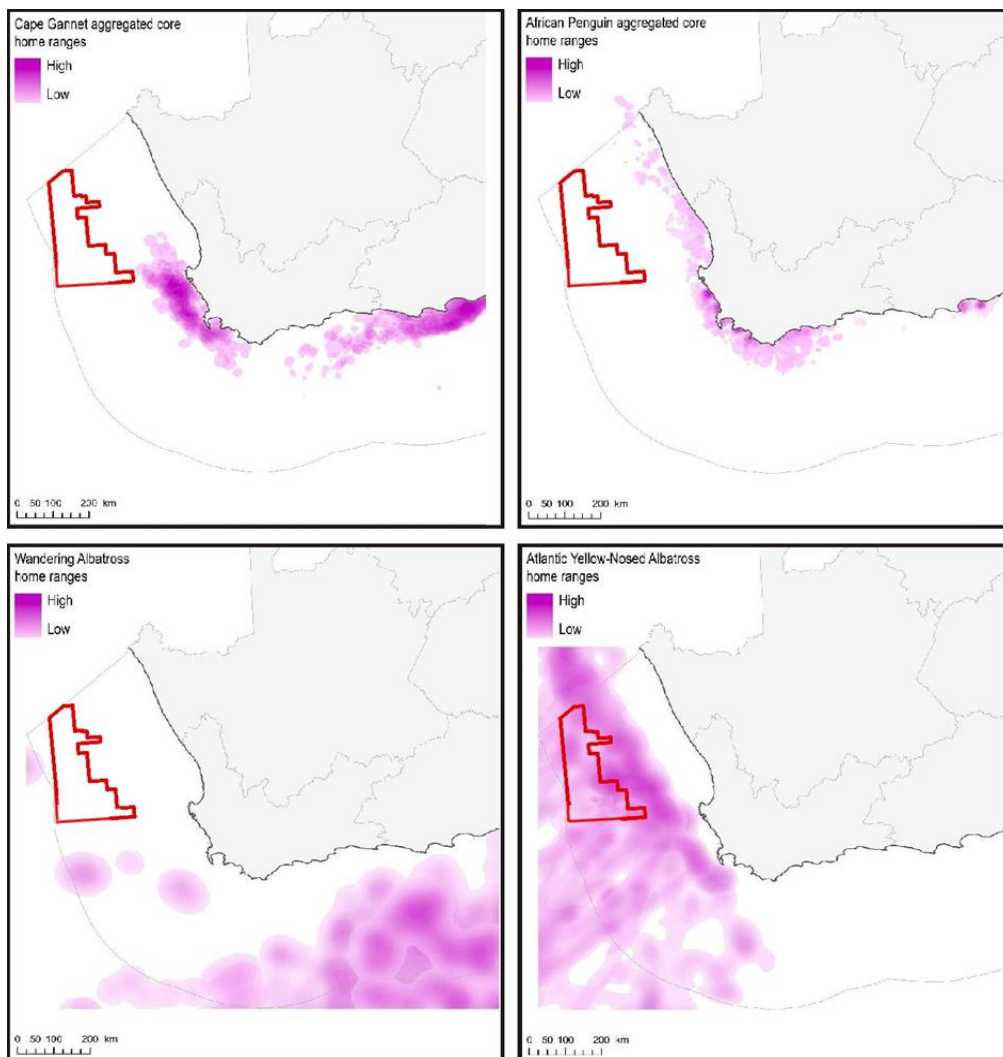 Cape Gannet aggregated core
home ranges
High
Low
0 50 100 200 km
African Penguin aggregated core
home ranges
High
Low
0 50 100 200 km
Wandering Albatross
home ranges
High
Low
0 50 100 200 km
Atlantic Yellow-Nosed Albatross
home ranges
High
Low
0 50 100 200 km